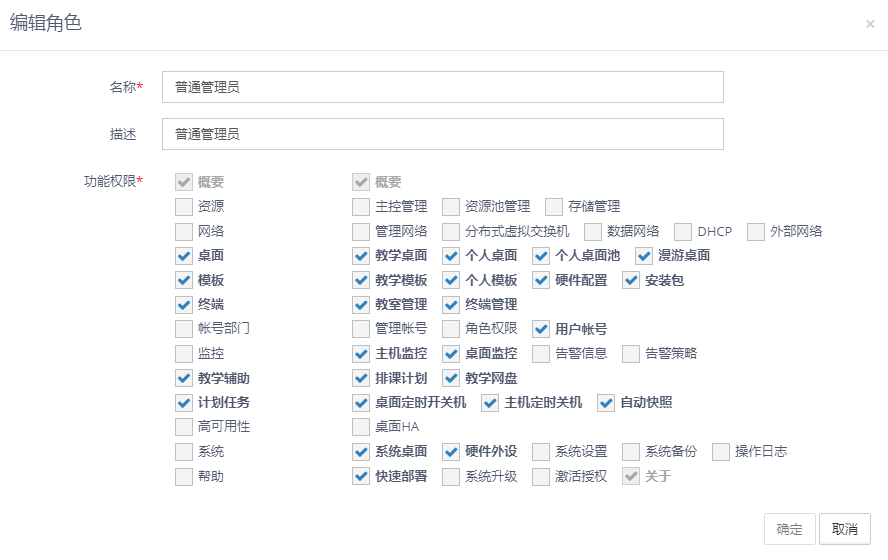 编辑角色 ×
名称* 普通管理员
描述 普通管理员
功能权限* 概要 概要
资源 主控管理 资源池管理 存储管理
网络 管理网络 分布式虚拟交换机 数据网络 DHCP 外部网络
桌面 教学桌面 个人桌面 个人桌面池 漫游桌面
模板 教学模板 个人模板 硬件配置 安装包
终端 教室管理 终端管理
帐号部门 管理帐号 角色权限 用户帐号
监控 主机监控 桌面监控 告警信息 告警策略
教学辅助 排课计划 教学网盘
计划任务 桌面定时开关机 主机定时关机 自动快照
高可用性 桌面HA
系统 系统桌面 硬件外设 系统设置 系统备份 操作日志
帮助 快速部署 系统升级 激活授权 关于
确定 取消